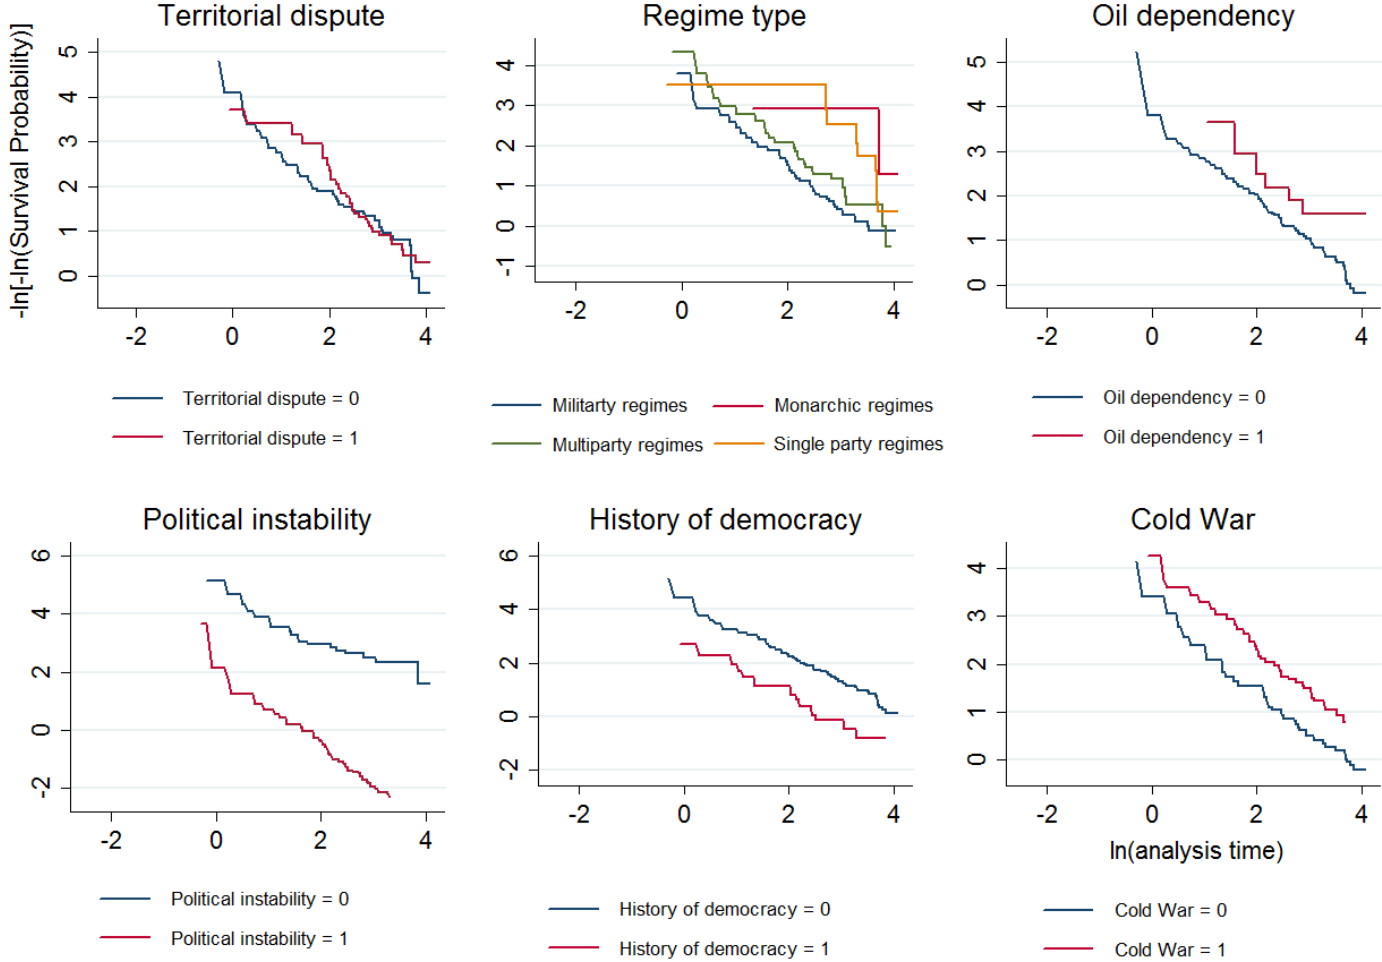 Territorial dispute
Regime type
Oil dependency
-ln[-ln(Survival Probability)]
5
4
3
2
1
0
-2 0 2 4
4
3
2
1
0
-1
-2 0 2 4
5
4
3
2
1
0
-2 0 2 4
Territorial dispute = 0
Territorial dispute = 1
Militarty regimes
Monarchic regimes
Multiparty regimes
Single party regimes
Oil dependency = 0
Oil dependency = 1
Political instability
History of democracy
Cold War
6
4
2
0
-2
-2 0 2 4
6
4
2
0
-2
-2 0 2 4
4
3
2
1
0
-2 0 2 4
ln(analysis time)
Political instability = 0
Political instability = 1
History of democracy = 0
History of democracy = 1
Cold War = 0
Cold War = 1